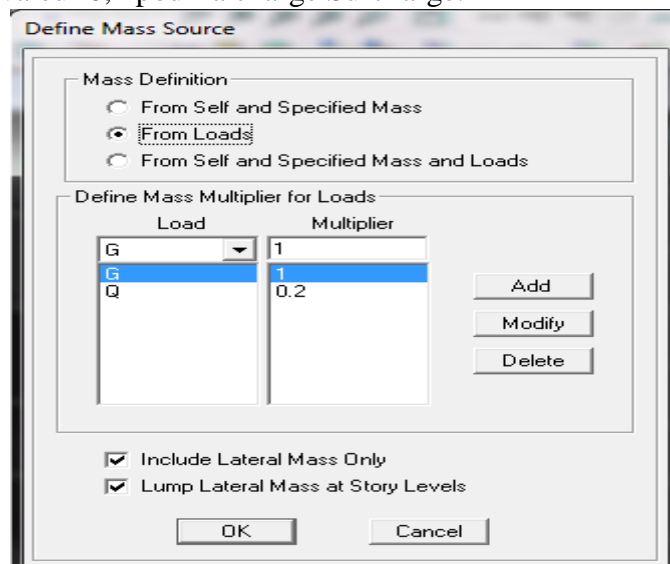 Define Mass Source
Mass Definition
From Self and Specified Mass
From Loads
From Self and Specified Mass and Loads
Define Mass Multiplier for Loads
Load Multiplier
G 1
G 1
Q 0.2
Add
Modify
Delete
Include Lateral Mass Only
Lump Lateral Mass at Story Levels
OK Cancel